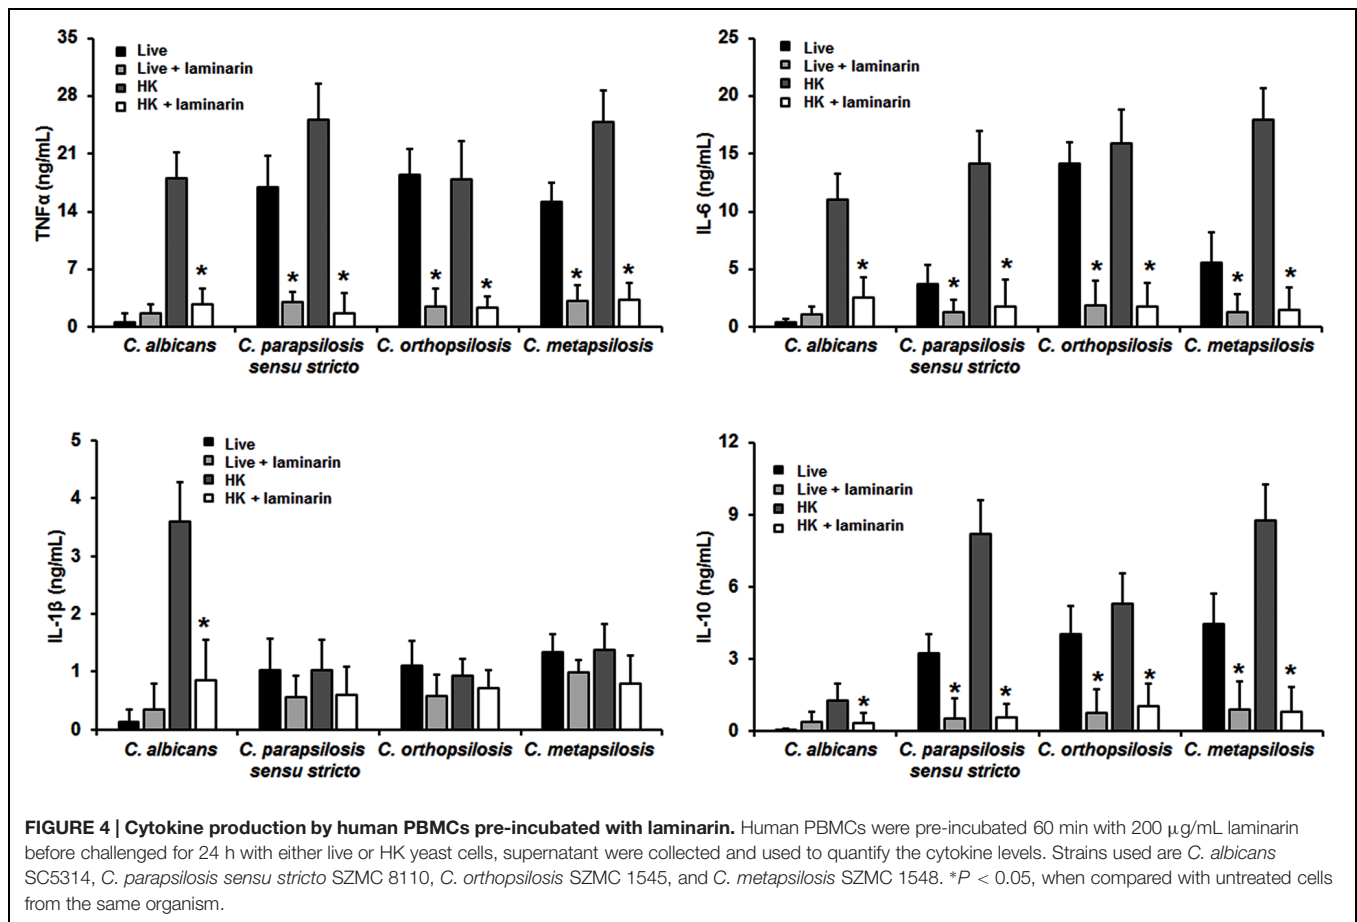 35
28
21
14
7
0
TNFα (ng/mL)
Live
Live + laminarin
HK
HK + laminarin
*
* *
* *
* *
C. albicans C. parapsilosis C. orthopsilosis C. metapsilosis
sensu stricto
25
20
15
10
5
0
IL-6 (ng/mL)
Live
Live + laminarin
HK
HK + laminarin
*
* *
* *
* *
C. albicans C. parapsilosis C. orthopsilosis C. metapsilosis
sensu stricto
5
4
3
2
1
0
IL-1β (ng/mL)
Live
Live + laminarin
HK
HK + laminarin
*
C. albicans C. parapsilosis C. orthopsilosis C. metapsilosis
sensu stricto
12
9
6
3
0
IL-10 (ng/mL)
Live
Live + laminarin
HK
HK + laminarin
*
* *
* *
* *
C. albicans C. parapsilosis C. orthopsilosis C. metapsilosis
sensu stricto
FIGURE 4 | Cytokine production by human PBMCs pre-incubated with laminarin. Human PBMCs were pre-incubated 60 min with 200 μg/mL laminarin
before challenged for 24 h with either live or HK yeast cells, supernatant were collected and used to quantify the cytokine levels. Strains used are C. albicans
SC5314, C. parapsilosis sensu stricto SZMC 8110, C. orthopsilosis SZMC 1545, and C. metapsilosis SZMC 1548. *P < 0.05, when compared with untreated cells
from the same organism.